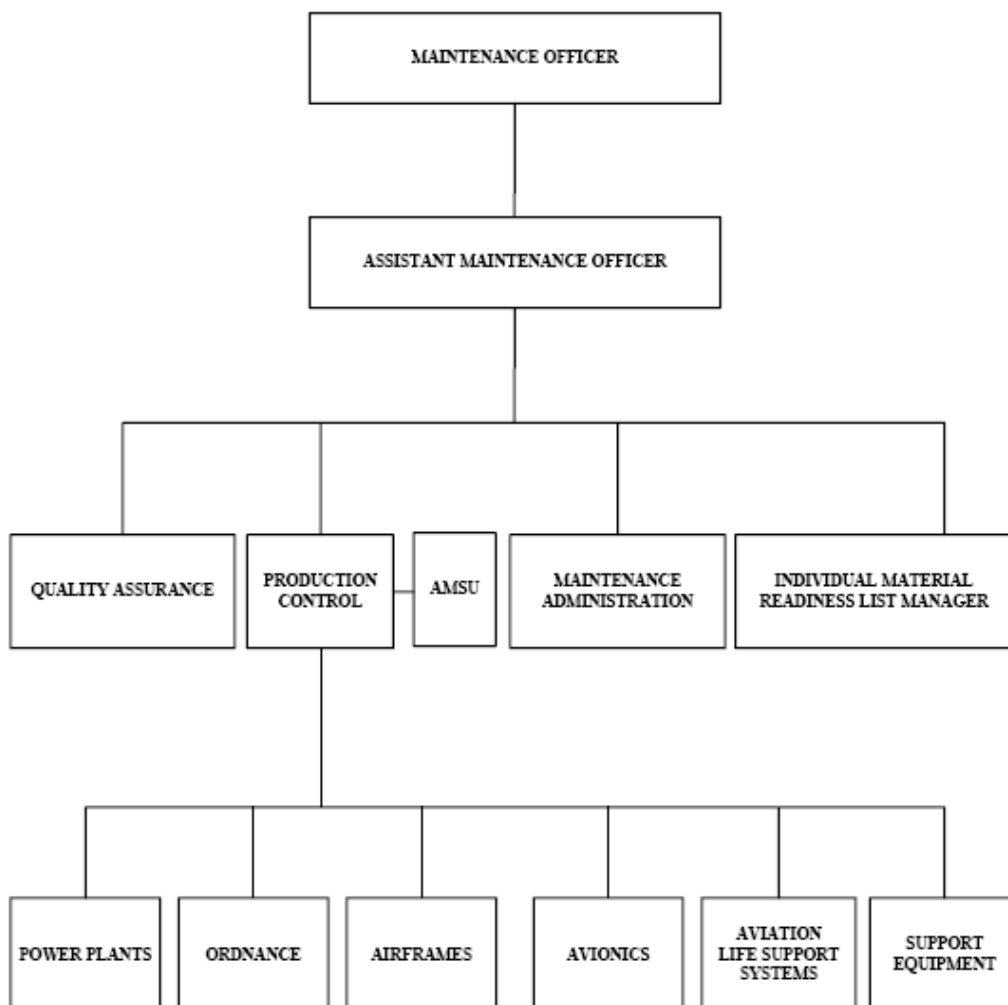 MAINTENANCE OFFICER
ASSISTANT MAINTENANCE OFFICER
QUALITY ASSURANCE
PRODUCTION
CONTROL
AMSU
MAINTENANCE
ADMINISTRATION
INDIVIDUAL MATERIAL
READINESS LIST MANAGER
POWER PLANTS
ORDNANCE
AIRFRAMES
AVIONICS
AVIATION
LIFE SUPPORT
SYSTEMS
SUPPORT
EQUIPMENT